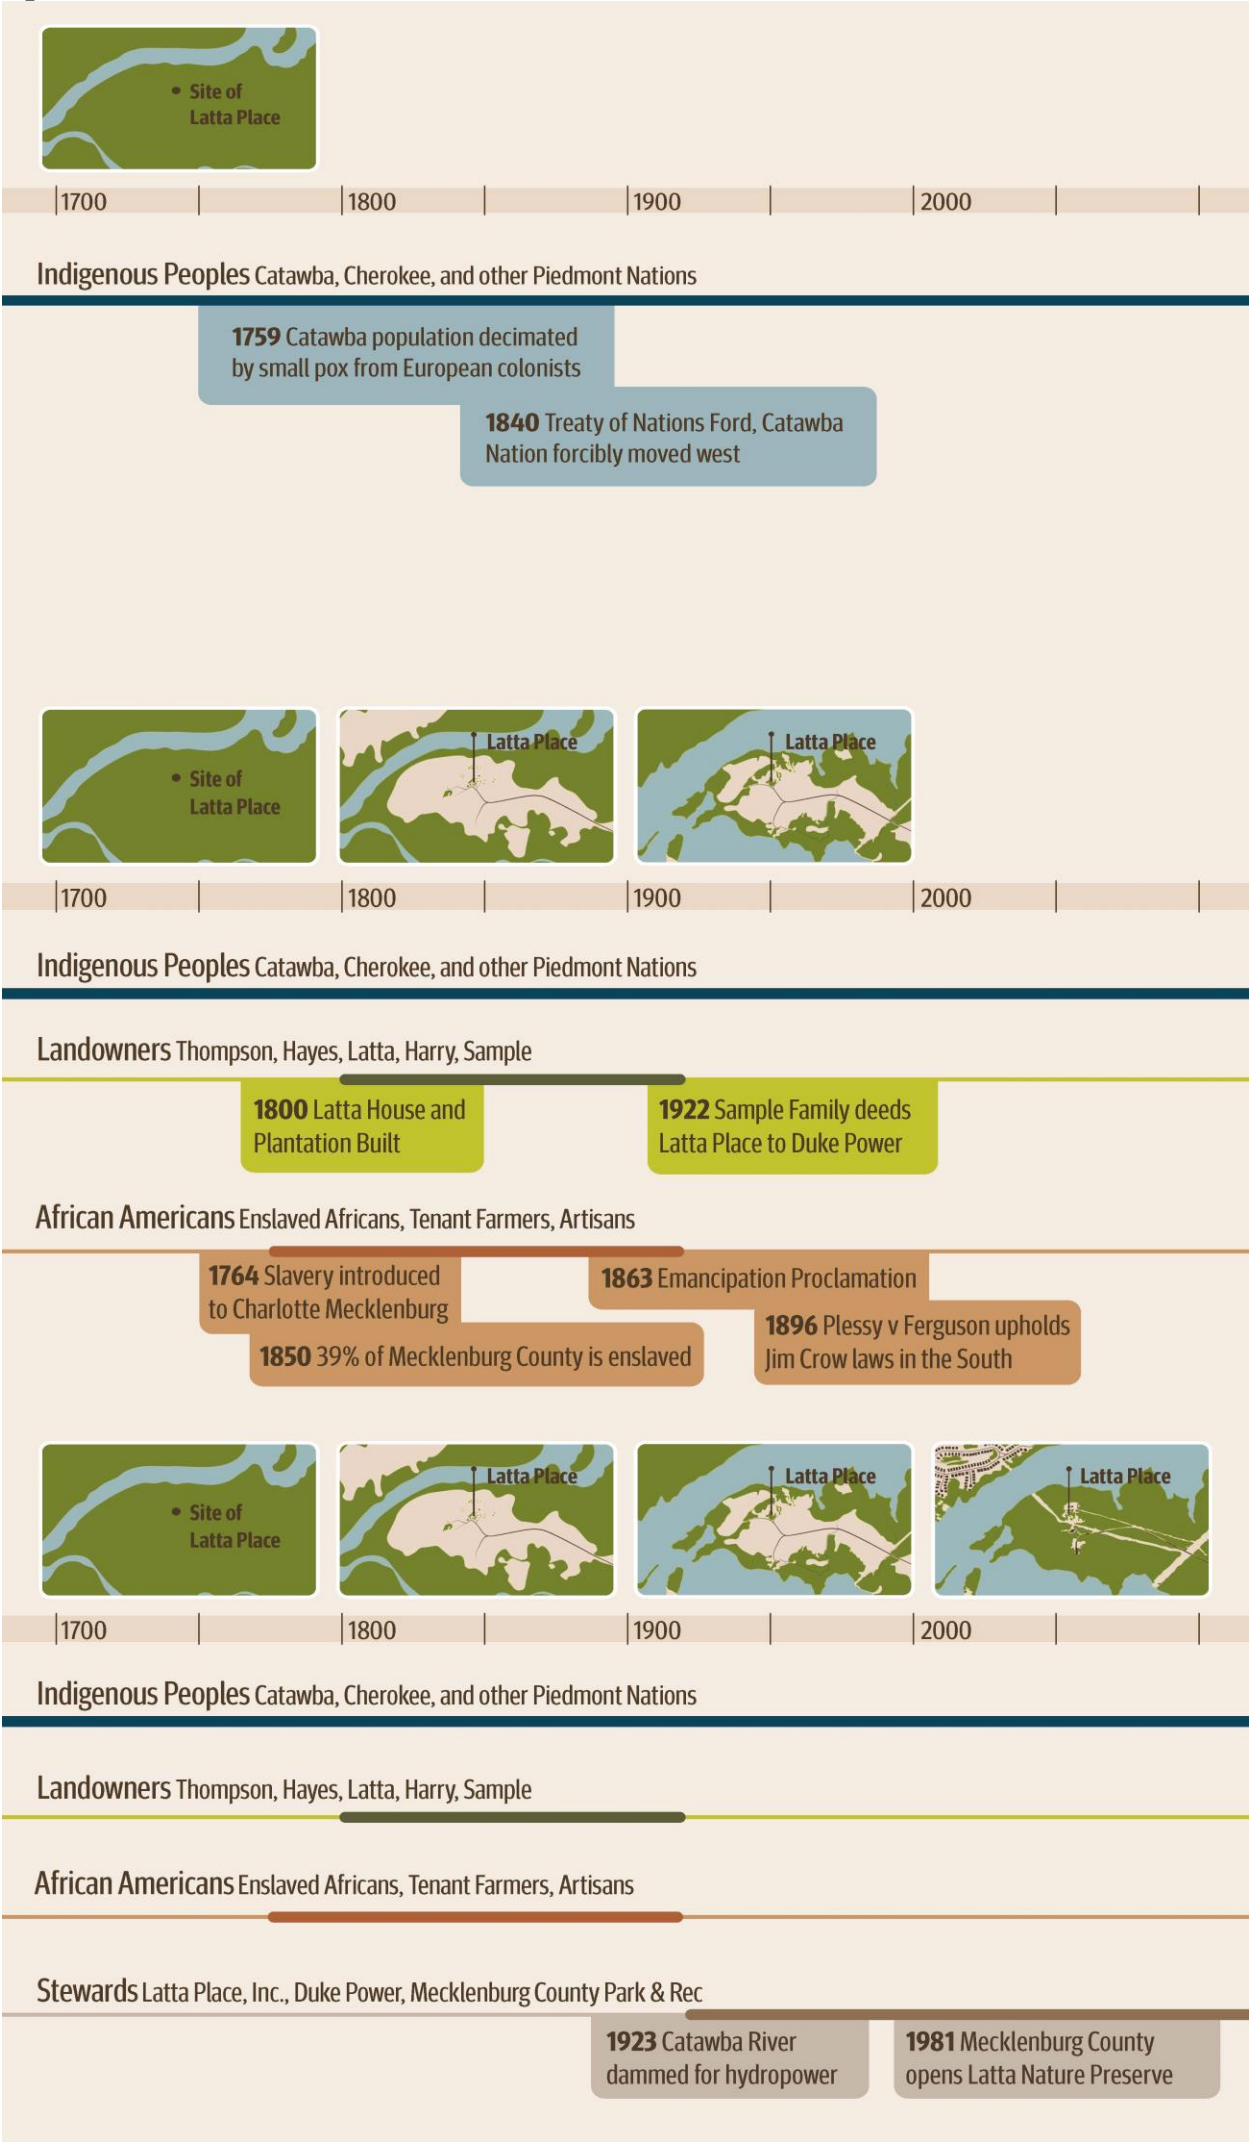 Site of
Latta Place
1700
1800
1900
2000
Indigenous Peoples Catawba, Cherokee, and other Piedmont Nations
1759 Catawba population decimated
by small pox from European colonists
1840 Treaty of Nations Ford, Catawba
Nation forcibly moved west
Site of
Latta Place
Latta Place
Latta Place
1700
1800
1900
2000
Indigenous Peoples Catawba, Cherokee, and other Piedmont Nations
Landowners Thompson, Hayes, Latta, Harry, Sample
1800 Latta House and
Plantation Built
1922 Sample Family deeds
Latta Place to Duke Power
African Americans Enslaved Africans, Tenant Farmers, Artisans
1764 Slavery introduced
to Charlotte Mecklenburg
1850 39% of Mecklenburg County is enslaved
1863 Emancipation Proclamation
1896 Plessy v Ferguson upholds
Jim Crow laws in the South
Site of
Latta Place
Latta Place
Latta Place
Latta Place
1700
1800
1900
2000
Indigenous Peoples Catawba, Cherokee, and other Piedmont Nations
Landowners Thompson, Hayes, Latta, Harry, Sample
African Americans Enslaved Africans, Tenant Farmers, Artisans
Stewards Latta Place, Inc., Duke Power, Mecklenburg County Park & Rec
1923 Catawba River
dammed for hydropower
1981 Mecklenburg County
opens Latta Nature Preserve